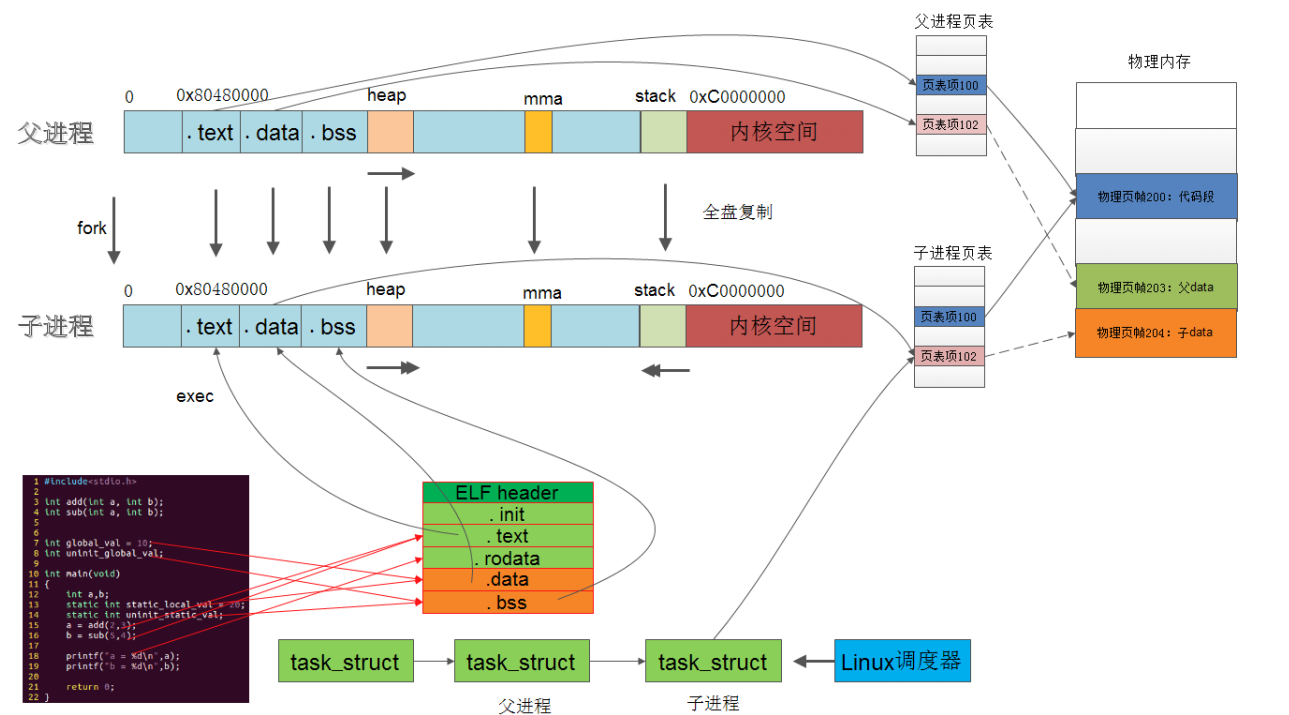 父进程页表
物理内存
页表项100
页表项102
0 0x80480000 heap mma stack 0xC0000000
父进程 .text .data .bss 内核空间
物理页帧200：代码段
fork 全盘复制
子进程页表
物理页帧203：父data
0 0x80480000 heap mma stack 0xC0000000
子进程 .text .data .bss 内核空间
页表项100
页表项102
物理页帧204：子data
exec
1 #include<stdio.h>
2
3 int add(int a, int b);
4 int sub(int a, int b);
5
6
7 int global_val = 10;
8 int uninit_global_val;
9
10 int main(void)
11 {
12 int a,b;
13 static int static_local_val = 20;
14 static int uninit_static_val;
15 a = add(2,3);
16 b = sub(5,4);
17
18 printf("a = %d\n",a);
19 printf("b = %d\n",b);
20
21 return 0;
22 }
ELF header
.init
.text
.rodata
.data
.bss
task_struct task_struct task_struct Linux调度器
父进程 子进程